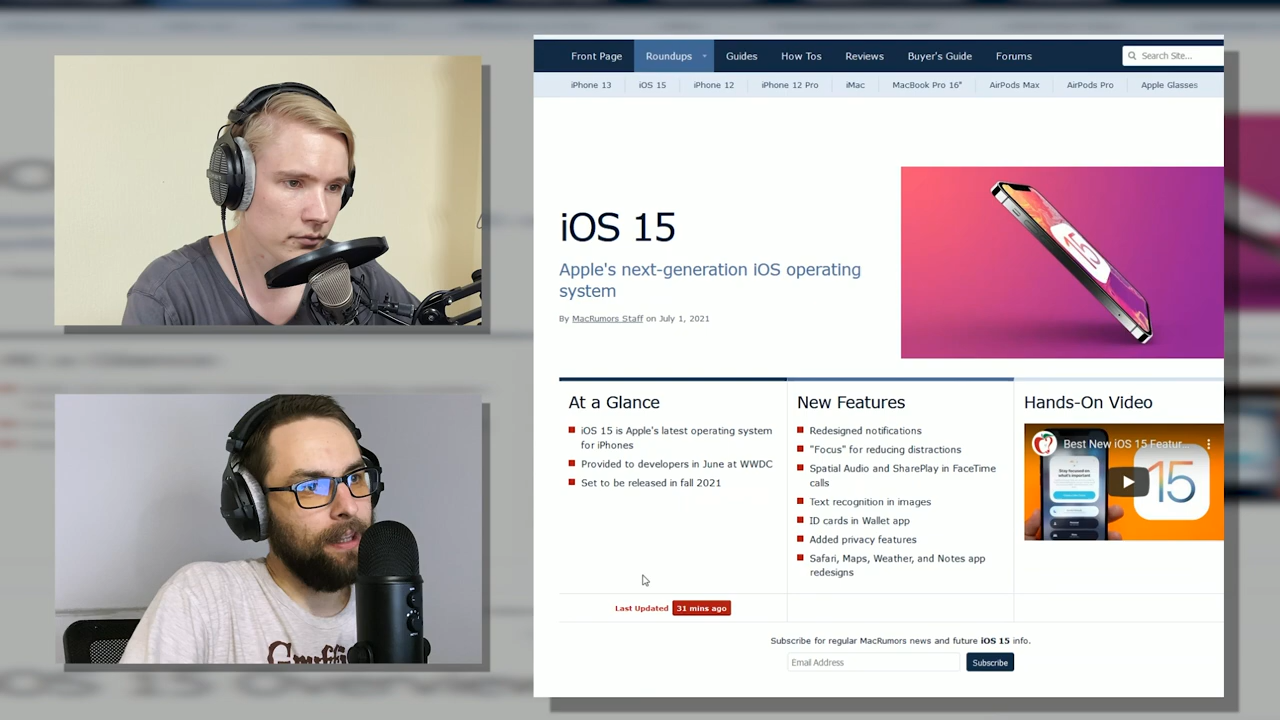 Front Page Roundups Guides How Tos Reviews Buyer's Guide Forums Search Site...
iPhone 13 iOS 15 iPhone 12 iPhone 12 Pro iMac MacBook Pro 16" AirPods Max AirPods Pro Apple Glasses
iOS 15
Apple's next-generation iOS operating
system
By MacRumors Staff on July 1, 2021
15
At a Glance
iOS 15 is Apple's latest operating system
for iPhones
Provided to developers in June at WWDC
Set to be released in fall 2021
Last Updated 31 mins ago
New Features
Redesigned notifications
"Focus" for reducing distractions
Spatial Audio and SharePlay in FaceTime
calls
Text recognition in images
ID cards in Wallet app
Added privacy features
Safari, Maps, Weather, and Notes app
redesigns
Hands-On Video
Best New iOS 15 Featur...
15
Subscribe for regular MacRumors news and future iOS 15 info.
Email Address Subscribe